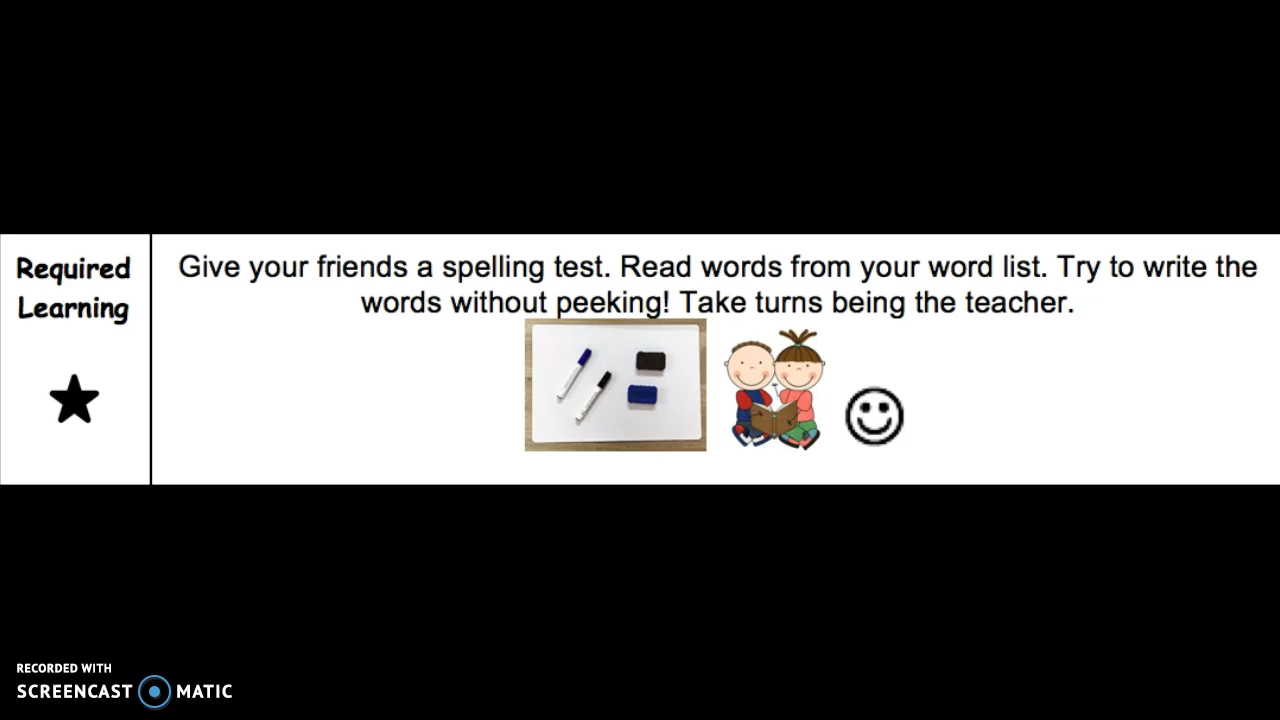 Required
Learning
Give your friends a spelling test. Read words from your word list. Try to write the
words without peeking! Take turns being the teacher.
RECORDED WITH
SCREENCAST MATIC